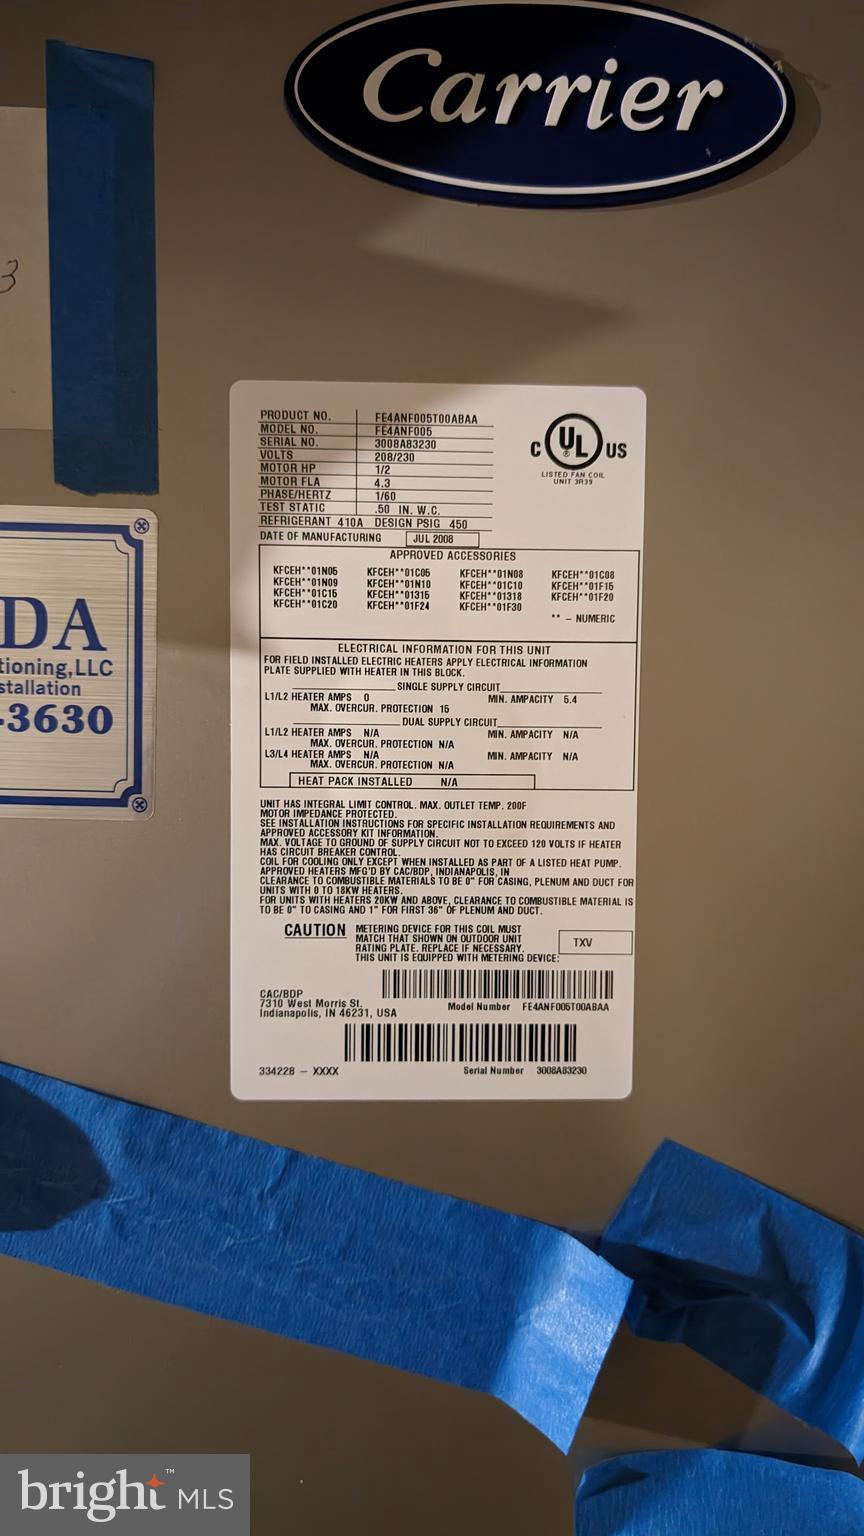 Carrier
3
PRODUCT NO. FE4ANF005T00ABAA
MODEL NO. FE4ANF005
SERIAL NO. 3008A83230
VOLTS 208/230
MOTOR HP 1/2
MOTOR FLA 4.3
PHASE/HERTZ 1/60
TEST STATIC .50 IN. W.C.
REFRIGERANT 410A DESIGN PSIG 450
DATE OF MANUFACTURING JUL 2008
C UL ® US
LISTED FAN COIL
UNIT 3R39
APPROVED ACCESSORIES
KFCEH**01N05 KFCEH**01C05 KFCEH**01N08 KFCEH**01C08
KFCEH**01N09 KFCEH**01N10 KFCEH**01C10 KFCEH**01F15
KFCEH**01C15 KFCEH**01315 KFCEH**01318 KFCEH**01F20
KFCEH**01C20 KFCEH**01F24 KFCEH**01F30
** - NUMERIC
ELECTRICAL INFORMATION FOR THIS UNIT
FOR FIELD INSTALLED ELECTRIC HEATERS APPLY ELECTRICAL INFORMATION
PLATE SUPPLIED WITH HEATER IN THIS BLOCK.
SINGLE SUPPLY CIRCUIT
L1/L2 HEATER AMPS 0 MIN. AMPACITY 5.4
MAX. OVERCUR. PROTECTION 15
DUAL SUPPLY CIRCUIT
L1/L2 HEATER AMPS N/A MIN. AMPACITY N/A
MAX. OVERCUR. PROTECTION N/A
L3/L4 HEATER AMPS N/A MIN. AMPACITY N/A
MAX. OVERCUR. PROTECTION N/A
HEAT PACK INSTALLED N/A
UNIT HAS INTEGRAL LIMIT CONTROL. MAX. OUTLET TEMP. 200F
MOTOR IMPEDANCE PROTECTED.
SEE INSTALLATION INSTRUCTIONS FOR SPECIFIC INSTALLATION REQUIREMENTS AND
APPROVED ACCESSORY KIT INFORMATION.
MAX. VOLTAGE TO GROUND OF SUPPLY CIRCUIT NOT TO EXCEED 120 VOLTS IF HEATER
HAS CIRCUIT BREAKER CONTROL.
COIL FOR COOLING ONLY EXCEPT WHEN INSTALLED AS PART OF A LISTED HEAT PUMP.
APPROVED HEATERS MFG'D BY CAC/BDP, INDIANAPOLIS, IN
CLEARANCE TO COMBUSTIBLE MATERIALS TO BE 0" FOR CASING, PLENUM AND DUCT FOR
UNITS WITH 0 TO 18KW HEATERS.
FOR UNITS WITH HEATERS 20KW AND ABOVE, CLEARANCE TO COMBUSTIBLE MATERIAL IS
TO BE 0" TO CASING AND 1" FOR FIRST 36" OF PLENUM AND DUCT.
CAUTION METERING DEVICE FOR THIS COIL MUST
MATCH THAT SHOWN ON OUTDOOR UNIT
RATING PLATE. REPLACE IF NECESSARY.
THIS UNIT IS EQUIPPED WITH METERING DEVICE: TXV
CAC/BDP
7310 West Morris St.
Indianapolis, IN 46231, USA
Model Number FE4ANF005T00ABAA
334228 - XXXX
Serial Number 3008A83230
DA
tioning,LLC
stallation
-3630
bright™ MLS